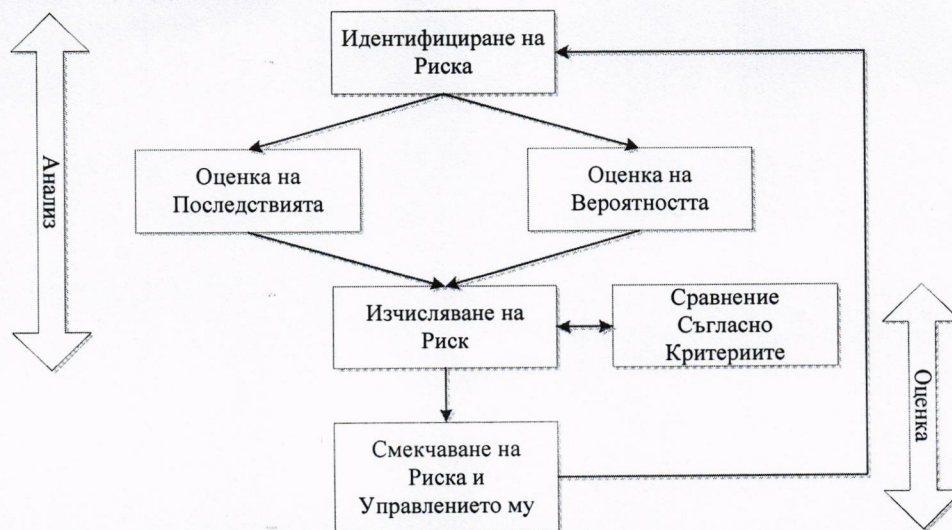 Идентифициране на
Риска
Анализ
Оценка на
Последствията
Оценка на
Вероятността
Изчисляване на
Риск
Сравнение
Съгласно
Критериите
Оценка
Смекчаване на
Риска и
Управлението му